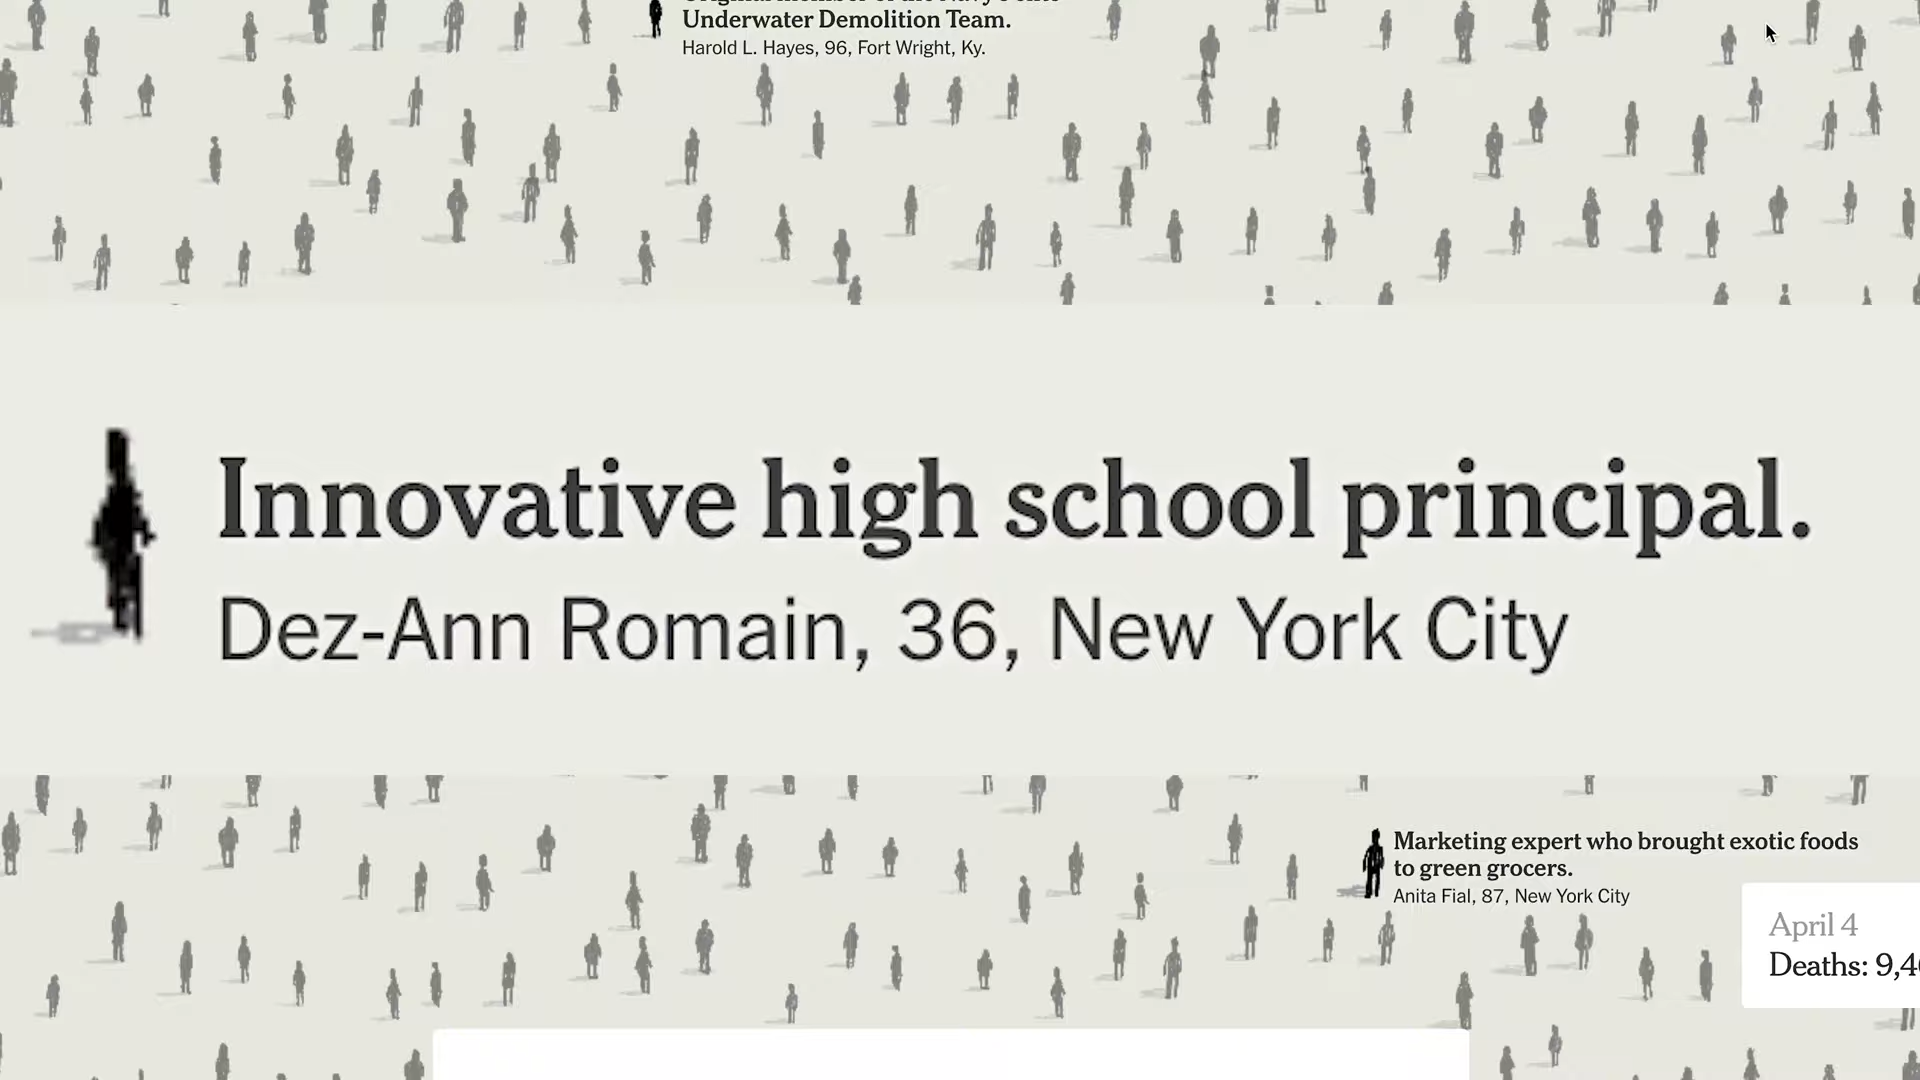 Underwater Demolition Team.
Harold L. Hayes, 96, Fort Wright, Ky.
Innovative high school principal.
Dez-Ann Romain, 36, New York City
Marketing expert who brought exotic foods
to green grocers.
Anita Fial, 87, New York City
April 4
Deaths: 9,4